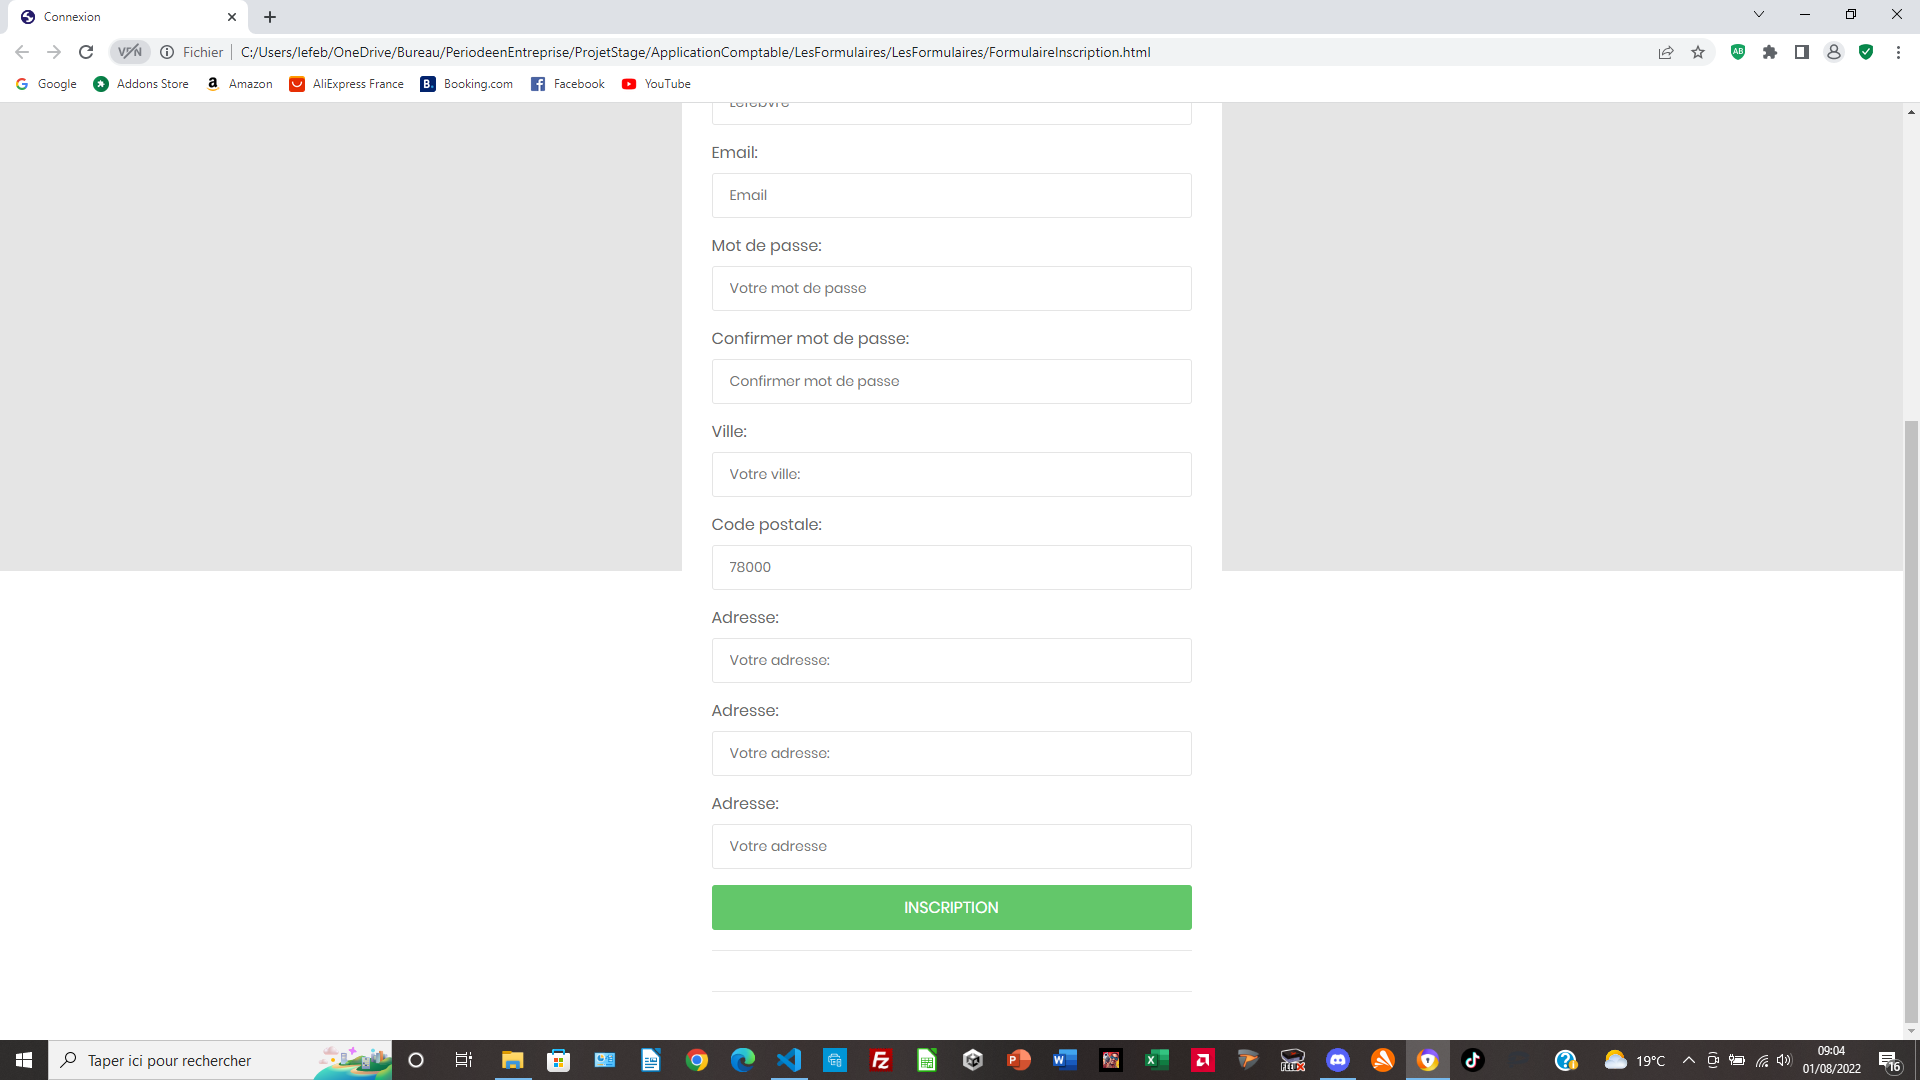 Connexion
VPN
Fichier
C:/Users/lefeb/OneDrive/Bureau/PeriodeenEntreprise/ProjetStage/ApplicationComptable/LesFormulaires/LesFormulaires/FormulaireInscription.html
Google
Addons Store
Amazon
AliExpress France
Booking.com
Facebook
YouTube
Lefebvre
Email:
Email
Mot de passe:
Votre mot de passe
Confirmer mot de passe:
Confirmer mot de passe
Ville:
Votre ville:
Code postale:
78000
Adresse:
Votre adresse:
Adresse:
Votre adresse:
Adresse:
Votre adresse
INSCRIPTION
Taper ici pour rechercher
19°C
09:04
01/08/2022
16